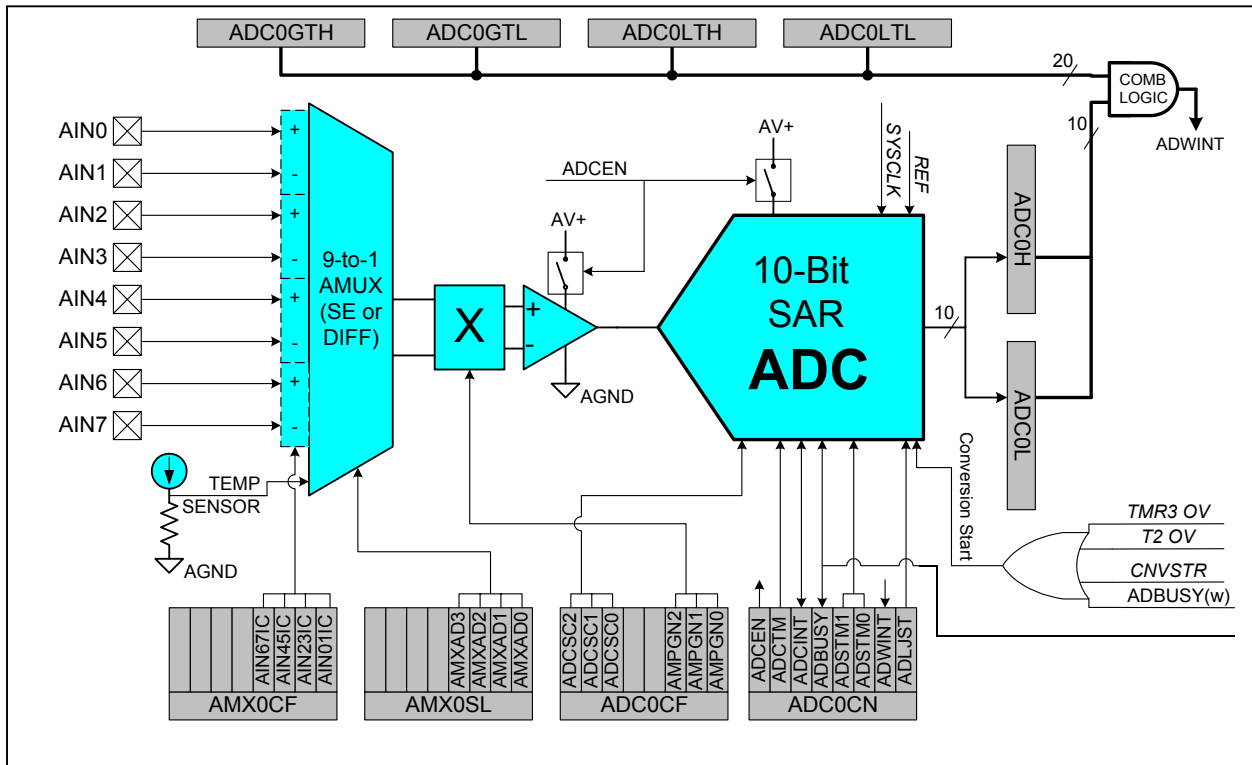 ADC0GTH
ADC0GTL
ADC0LTH
ADC0LTL
20
COMB
LOGIC
10
ADWINT
AIN0
AIN1
AIN2
AIN3
AIN4
AIN5
AIN6
AIN7
+
-
+
-
+
-
+
-
9-to-1
AMUX
(SE or
DIFF)
TEMP
SENSOR
AGND
X
+
-
AV+
AGND
ADCEN
AV+
SYSCLK
REF
10-Bit
SAR
ADC
10
ADC0H
ADC0L
Conversion Start
TMR3 OV
T2 OV
CNVSTR
ADBUSY(w)
AIN67IC
AIN45IC
AIN23IC
AIN01IC
AMX0CF
AMXAD3
AMXAD2
AMXAD1
AMXAD0
AMX0SL
ADCSC2
ADCSC1
ADCSC0
AMPGN2
AMPGN1
AMPGN0
ADC0CF
ADCEN
ADCTM
ADCINT
ADBUSY
ADSTM1
ADSTM0
ADWINT
ADLJST
ADC0CN